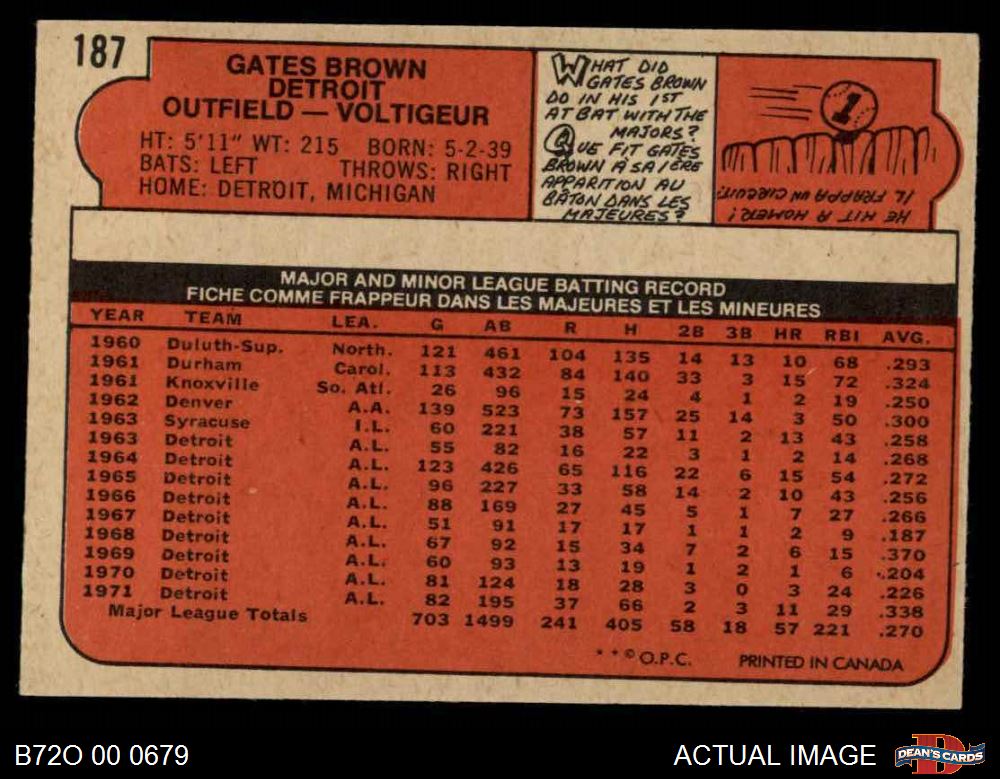 187
GATES BROWN
DETROIT
OUTFIELD — VOLTIGEUR
HT: 5'11" WT: 215 BORN: 5-2-39
BATS: LEFT THROWS: RIGHT
HOME: DETROIT, MICHIGAN
WHAT DID
GATES BROWN
DO IN HIS 1ST
AT BAT WITH THE
MAJORS?
QUE FIT GATES
BROWN À SA 1ÈRE
APPARITION AU
BÂTON DANS LES
MAJEURES?
1
HE HIT A HOMER!
IL FRAPPA UN CIRCUIT!
MAJOR AND MINOR LEAGUE BATTING RECORD
FICHE COMME FRAPPEUR DANS LES MAJEURES ET LES MINEURES
YEAR TEAM LEA. G AB R H 2B 3B HR RBI AVG.
1960 Duluth-Sup. North. 121 461 104 135 14 13 10 68 .293
1961 Durham Carol. 113 432 84 140 33 3 15 72 .324
1961 Knoxville So. Atl. 26 96 15 24 4 1 2 19 .250
1962 Denver A.A. 139 523 73 157 25 14 3 50 .300
1963 Syracuse I.L. 60 221 38 57 11 2 13 43 .258
1963 Detroit A.L. 55 82 16 22 3 1 2 14 .268
1964 Detroit A.L. 123 426 65 116 22 6 15 54 .272
1965 Detroit A.L. 96 227 33 58 14 2 10 43 .256
1966 Detroit A.L. 88 169 27 45 5 1 7 27 .266
1967 Detroit A.L. 51 91 17 17 1 1 2 9 .187
1968 Detroit A.L. 67 92 15 34 7 2 6 15 .370
1969 Detroit A.L. 60 93 13 19 1 2 1 6 .204
1970 Detroit A.L. 81 124 18 28 3 0 3 24 .226
1971 Detroit A.L. 82 195 37 66 2 3 11 29 .338
Major League Totals 703 1499 241 405 58 18 57 221 .270
* * © O.P.C. PRINTED IN CANADA
B72O 00 0679 ACTUAL IMAGE DEAN'S CARDS